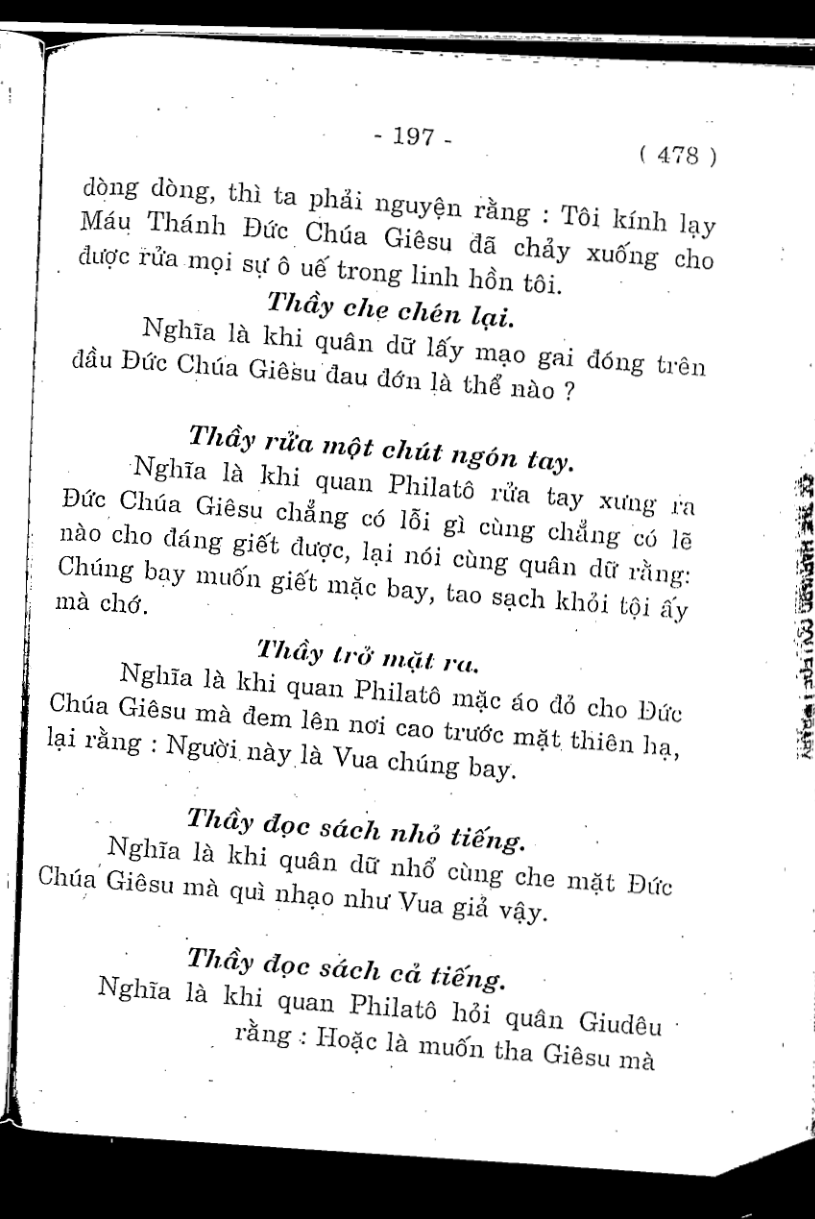 - 197 -
( 478 )
dòng dòng, thì ta phải nguyện rằng : Tôi kính lạy
Máu Thánh Đức Chúa Giêsu đã chảy xuống cho
được rửa mọi sự ô uế trong linh hồn tôi.
Thầy che chén lại.
Nghĩa là khi quân dữ lấy mạo gai đóng trên
đầu Đức Chúa Giêsu đau đớn là thể nào ?
Thầy rửa một chút ngón tay.
Nghĩa là khi quan Philatô rửa tay xưng ra
Đức Chúa Giêsu chẳng có lỗi gì cùng chẳng có lẽ
nào cho đáng giết được, lại nói cùng quân dữ rằng:
Chúng bay muốn giết mặc bay, tao sạch khỏi tội ấy
mà chớ.
Thầy trở mặt ra.
Nghĩa là khi quan Philatô mặc áo đỏ cho Đức
Chúa Giêsu mà đem lên nơi cao trước mặt thiên hạ,
lại rằng : Người này là Vua chúng bay.
Thầy đọc sách nhỏ tiếng.
Nghĩa là khi quân dữ nhổ cùng che mặt Đức
Chúa Giêsu mà quì nhạo như Vua giả vậy.
Thầy đọc sách cả tiếng.
Nghĩa là khi quan Philatô hỏi quân Giudêu
rằng : Hoặc là muốn tha Giêsu mà
HARVARD COLLEGE LIBRARY